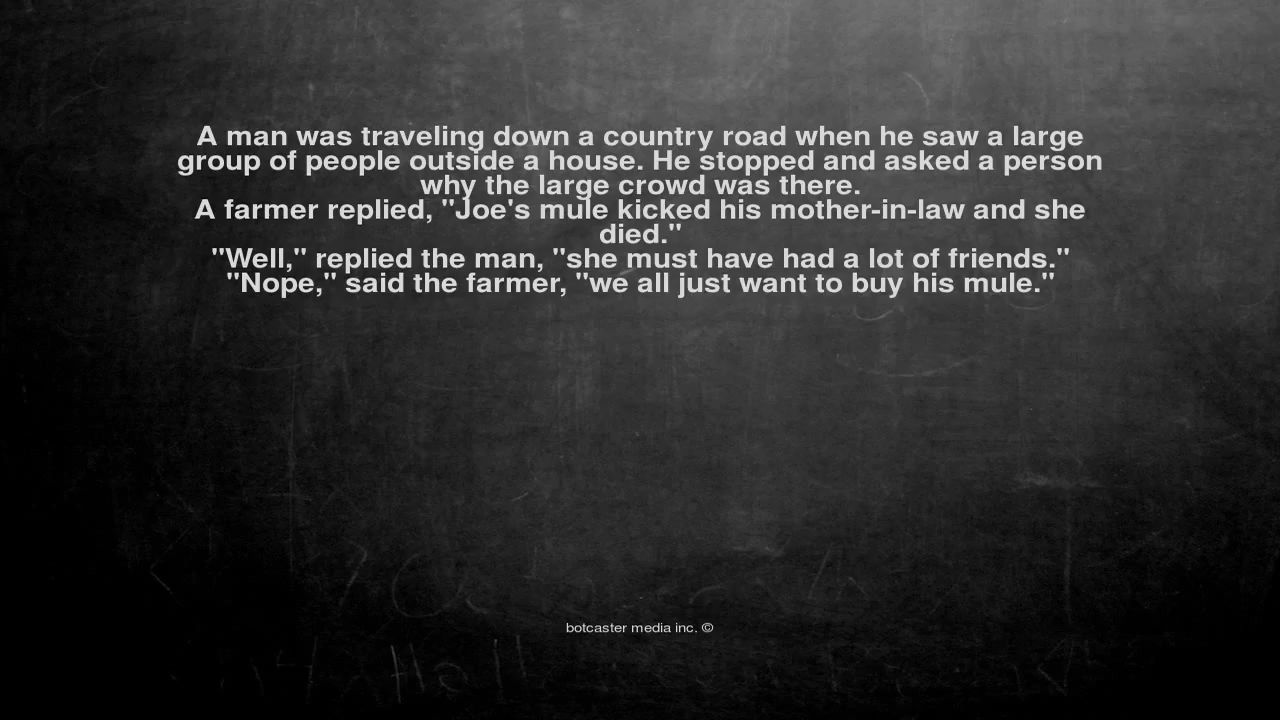 A man was traveling down a country road when he saw a large
group of people outside a house. He stopped and asked a person
why the large crowd was there.
A farmer replied, "Joe's mule kicked his mother-in-law and she
died."
"Well," replied the man, "she must have had a lot of friends."
"Nope," said the farmer, "we all just want to buy his mule."
botcaster media inc. ©